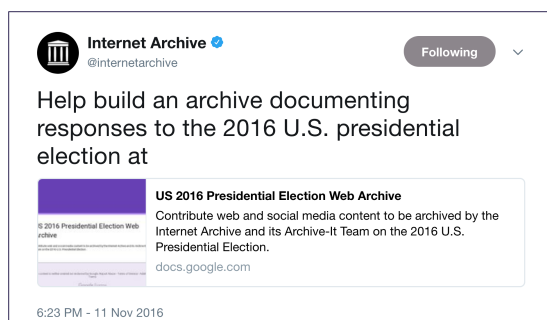 Internet Archive
@internetarchive
Following
Help build an archive documenting
responses to the 2016 U.S. presidential
election at
S 2016 Presidential Election Web
rchive
US 2016 Presidential Election Web Archive
Contribute web and social media content to be archived by the
Internet Archive and its Archive-It Team on the 2016 U.S.
Presidential Election.
docs.google.com
6:23 PM - 11 Nov 2016